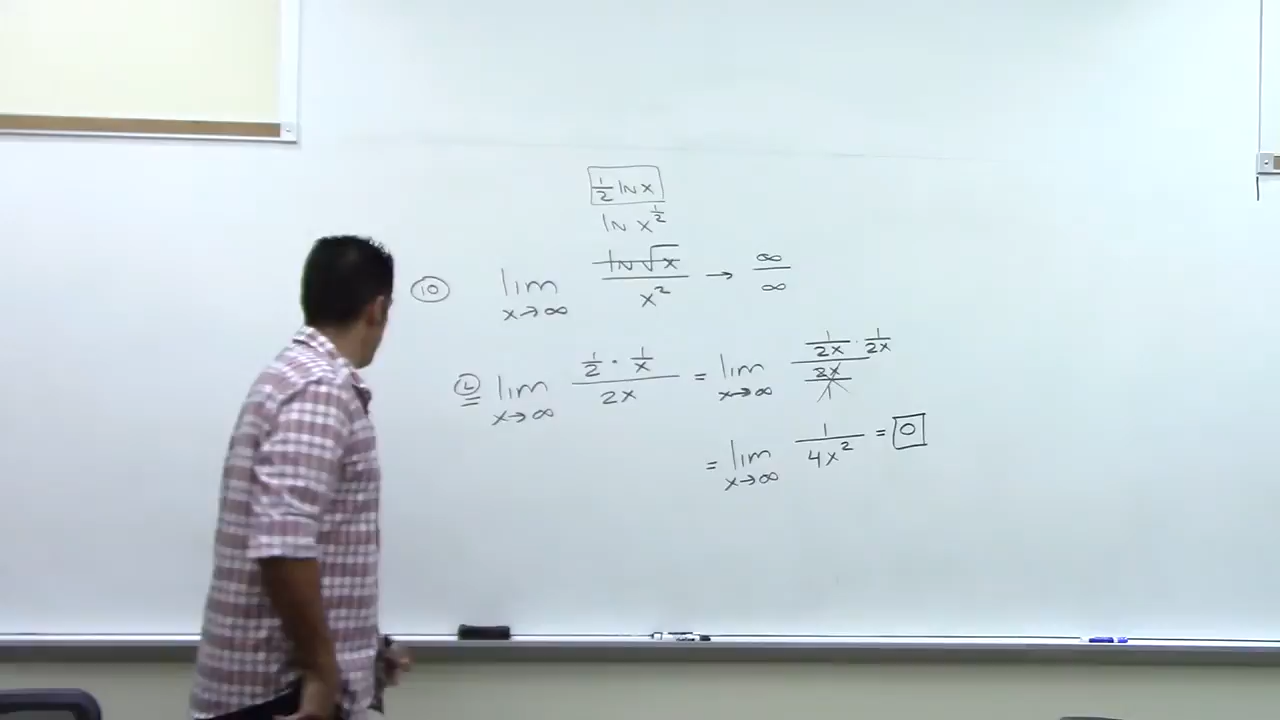 ½ ln x
ln x^½
⑩ lim x→∞ (ln √x)/(x²) → ∞/∞
Ⓛ= lim x→∞ (½ · 1/x)/(2x) = lim x→∞ (1/(2x) · 1/(2x))/(2x/1)
= lim x→∞ 1/(4x²) = 0